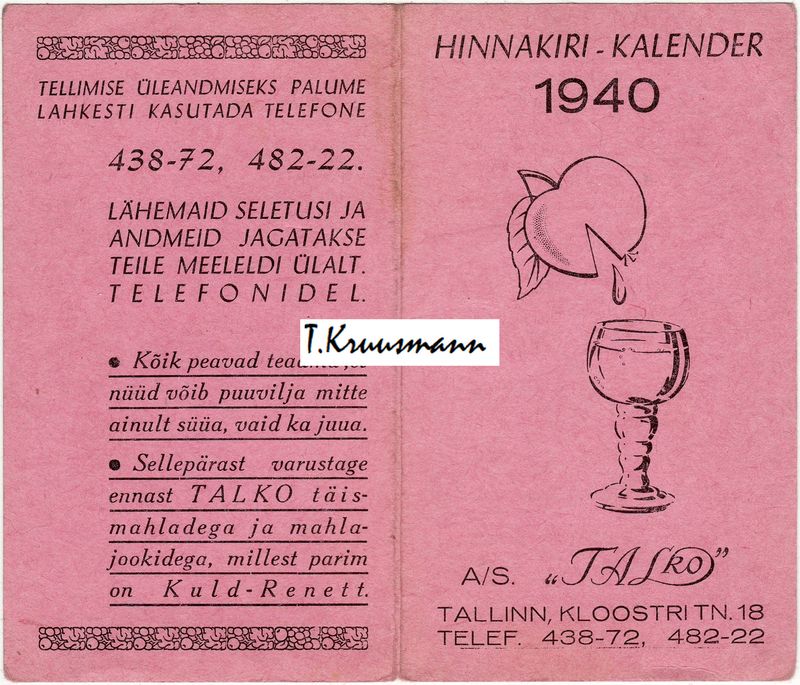 TELLIMISE ÜLEANDMISEKS PALUME
LAHKESTI KASUTADA TELEFONE
438-72, 482-22.
LÄHEMAID SELETUSI JA
ANDMEID JAGATAKSE
TEILE MEELELDI ÜLALT.
TELEFONIDEL.
● Kõik peavad
nüüd võib puuvilja mitte
ainult süüa, vaid ka juua.
● Sellepärast varustage
ennast TALKO täis-
mahladega ja mahla-
jookidega, millest parim
on Kuld-Renett.
T.Kruusmann
HINNAKIRI - KALENDER
1940
A/S. „TALKO”
TALLINN, KLOOSTRI TN. 18
TELEF. 438-72, 482-22